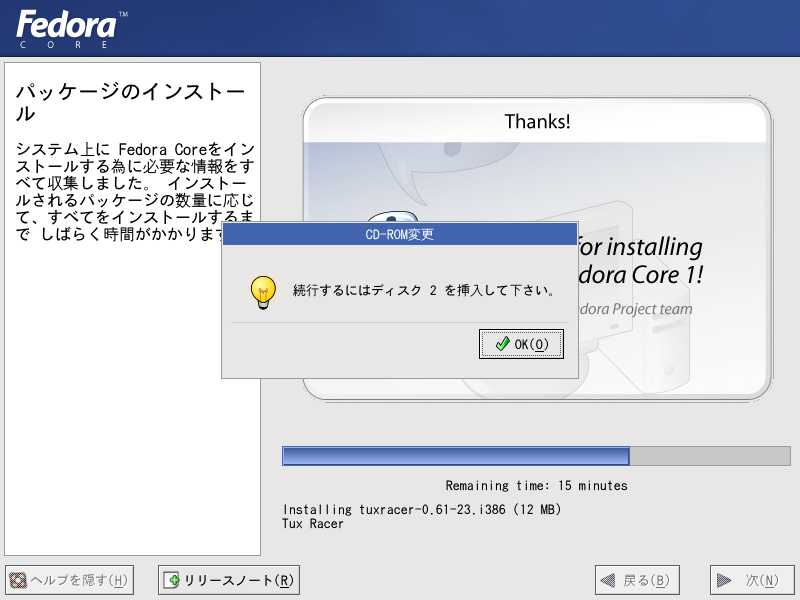 Fedora™
CORE
パッケージのインストー
ル
システム上に Fedora Coreをイン
ストールする為に必要な情報をす
べて収集しました。 インストー
ルされるパッケージの数量に応じ
て、すべてをインストールするま
で しばらく時間がかかります
Thanks!
for installing
dora Core 1!
dora Project team
CD-ROM変更
続行するにはディスク 2 を挿入して下さい。
OK(O)
Remaining time: 15 minutes
Installing tuxracer-0.61-23.i386 (12 MB)
Tux Racer
ヘルプを隠す(H)
リリースノート(R)
戻る(B)
次(N)